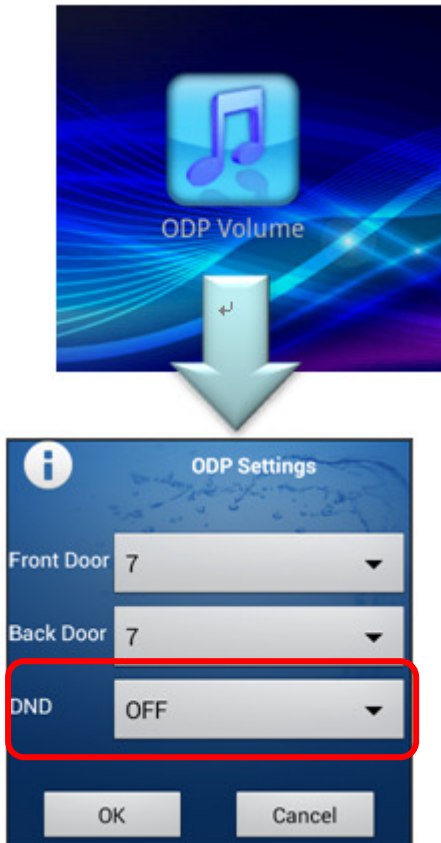 ODP Volume
ODP Settings
Front Door 7
Back Door 7
DND OFF
OK Cancel